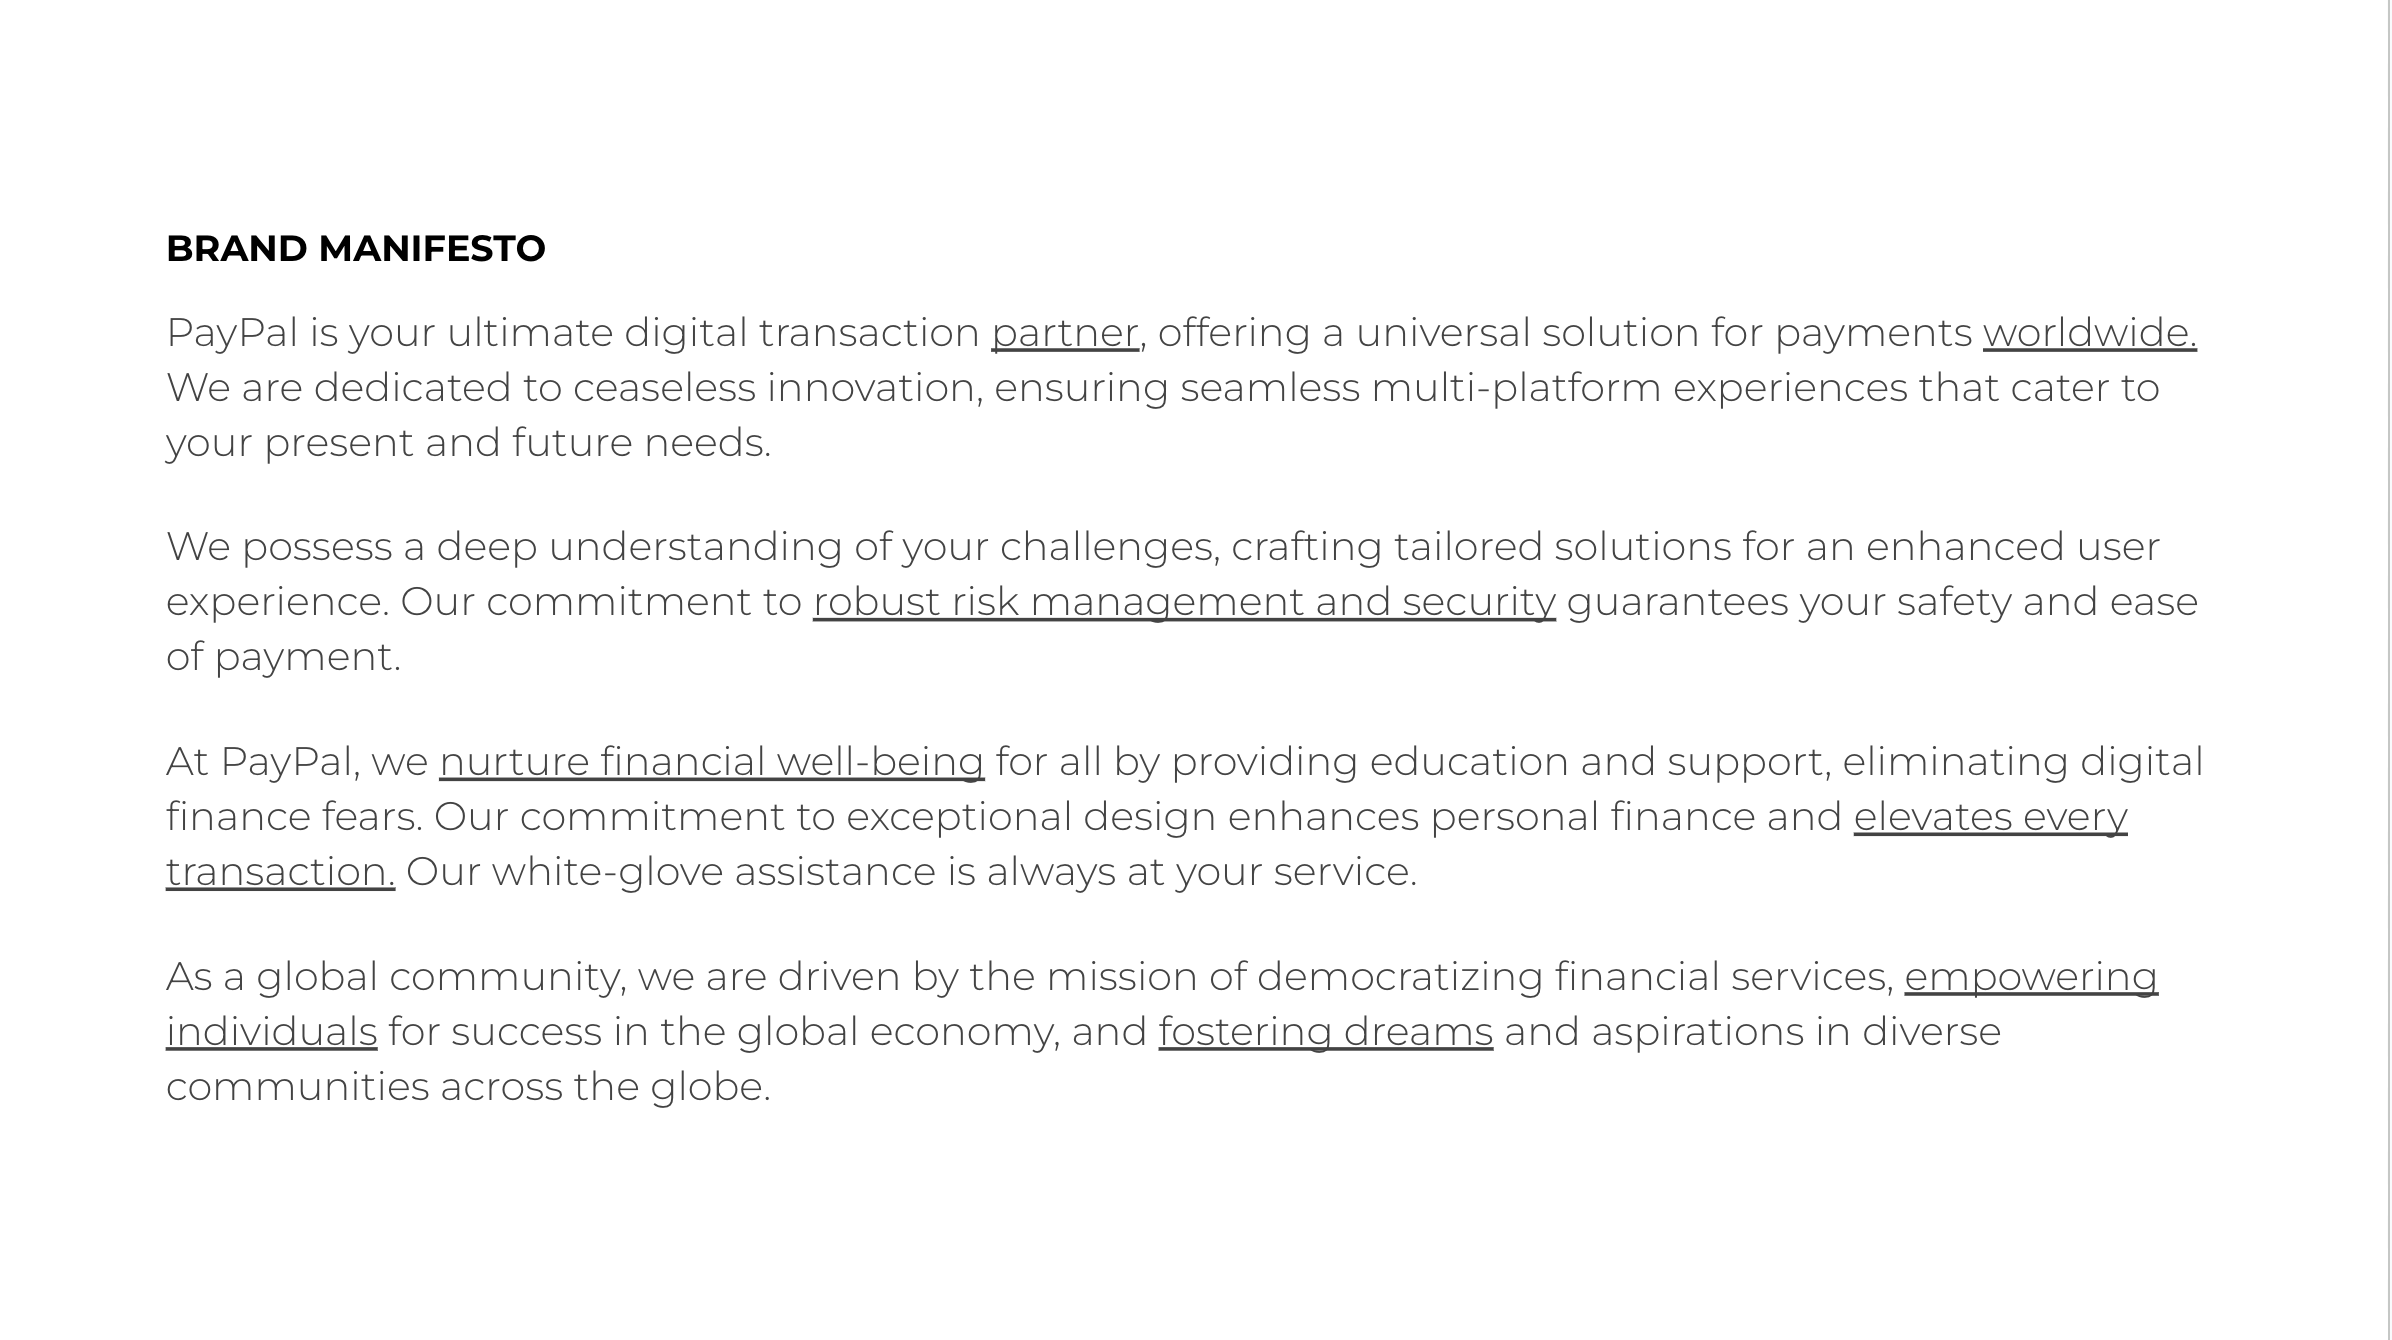 BRAND MANIFESTO
PayPal is your ultimate digital transaction partner, offering a universal solution for payments worldwide.
We are dedicated to ceaseless innovation, ensuring seamless multi-platform experiences that cater to
your present and future needs.
We possess a deep understanding of your challenges, crafting tailored solutions for an enhanced user
experience. Our commitment to robust risk management and security guarantees your safety and ease
of payment.
At PayPal, we nurture financial well-being for all by providing education and support, eliminating digital
finance fears. Our commitment to exceptional design enhances personal finance and elevates every
transaction. Our white-glove assistance is always at your service.
As a global community, we are driven by the mission of democratizing financial services, empowering
individuals for success in the global economy, and fostering dreams and aspirations in diverse
communities across the globe.